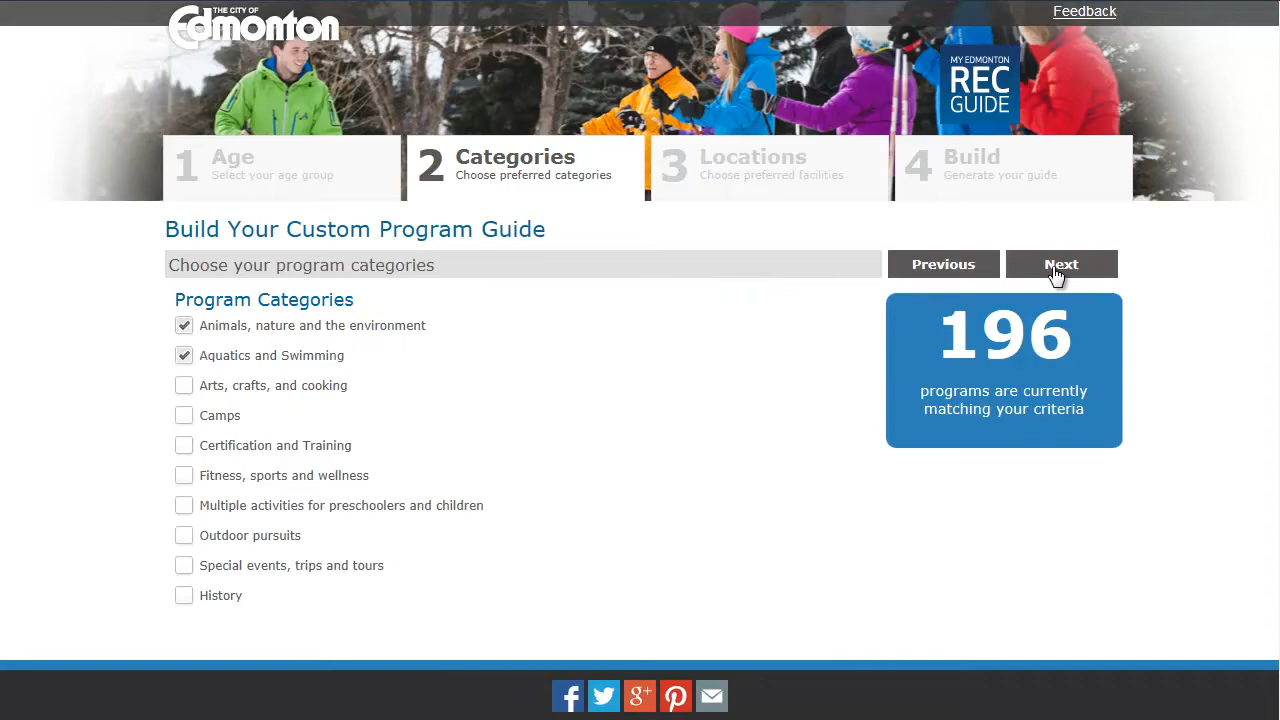 THE CITY OF
Edmonton
Feedback
MY EDMONTON
REC
GUIDE
1 Age
Select your age group
2 Categories
Choose preferred categories
3 Locations
Choose preferred facilities
4 Build
Generate your guide
Build Your Custom Program Guide
Choose your program categories
Previous
Next
Program Categories
Animals, nature and the environment
Aquatics and Swimming
Arts, crafts, and cooking
Camps
Certification and Training
Fitness, sports and wellness
Multiple activities for preschoolers and children
Outdoor pursuits
Special events, trips and tours
History
196
programs are currently
matching your criteria